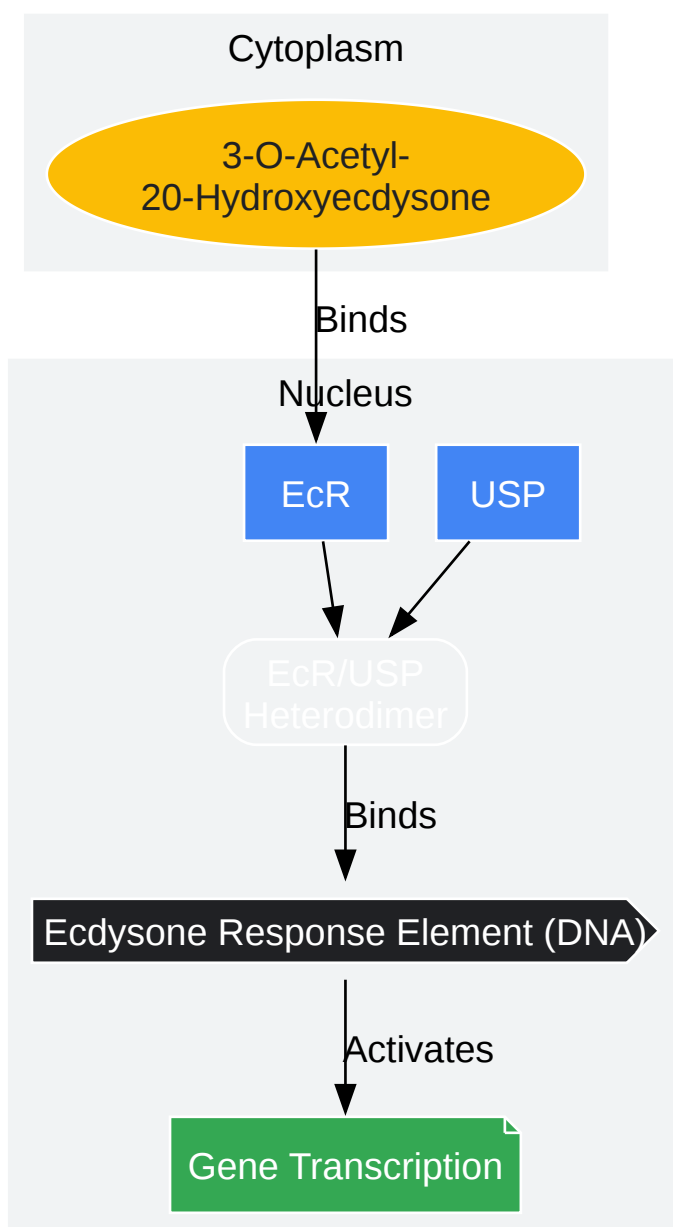 Cytoplasm
3-O-Acetyl-
20-Hydroxyecdysone
Binds
Nucleus
EcR
USP
EcR/USP
Heterodimer
Binds
Ecdysone Response Element (DNA)
Activates
Gene Transcription